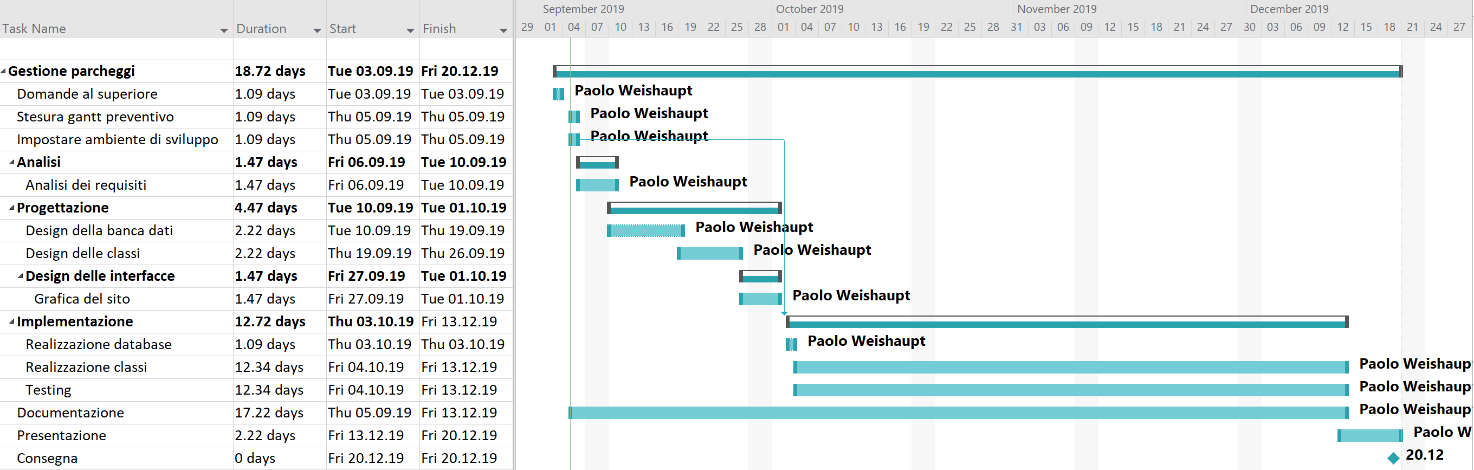 September 2019 October 2019 November 2019 December 2019
Task Name Duration Start Finish 29 01 04 07 10 13 16 19 22 25 28 01 04 07 10 13 16 19 22 25 28 31 03 06 09 12 15 18 21 24 27 30 03 06 09 12 15 18 21 24 27
Gestione parcheggi 18.72 days Tue 03.09.19 Fri 20.12.19
Domande al superiore 1.09 days Tue 03.09.19 Tue 03.09.19 Paolo Weishaupt
Stesura gantt preventivo 1.09 days Thu 05.09.19 Thu 05.09.19 Paolo Weishaupt
Impostare ambiente di sviluppo 1.09 days Thu 05.09.19 Thu 05.09.19 Paolo Weishaupt
Analisi 1.47 days Fri 06.09.19 Tue 10.09.19
Analisi dei requisiti 1.47 days Fri 06.09.19 Tue 10.09.19 Paolo Weishaupt
Progettazione 4.47 days Tue 10.09.19 Tue 01.10.19
Design della banca dati 2.22 days Tue 10.09.19 Thu 19.09.19 Paolo Weishaupt
Design delle classi 2.22 days Thu 19.09.19 Thu 26.09.19 Paolo Weishaupt
Design delle interfacce 1.47 days Fri 27.09.19 Tue 01.10.19
Grafica del sito 1.47 days Fri 27.09.19 Tue 01.10.19 Paolo Weishaupt
Implementazione 12.72 days Thu 03.10.19 Fri 13.12.19
Realizzazione database 1.09 days Thu 03.10.19 Thu 03.10.19 Paolo Weishaupt
Realizzazione classi 12.34 days Fri 04.10.19 Fri 13.12.19 Paolo Weishaup
Testing 12.34 days Fri 04.10.19 Fri 13.12.19 Paolo Weishaup
Documentazione 17.22 days Thu 05.09.19 Fri 13.12.19 Paolo Weishaup
Presentazione 2.22 days Fri 13.12.19 Fri 20.12.19 Paolo W
Consegna 0 days Fri 20.12.19 Fri 20.12.19 20.12